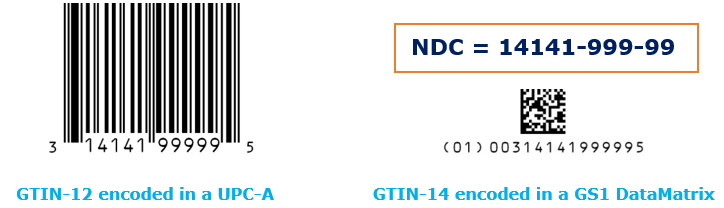 NDC = 14141-999-99
3 14141 99999 5
(01) 00314141999995
GTIN-12 encoded in a UPC-A
GTIN-14 encoded in a GS1 DataMatrix